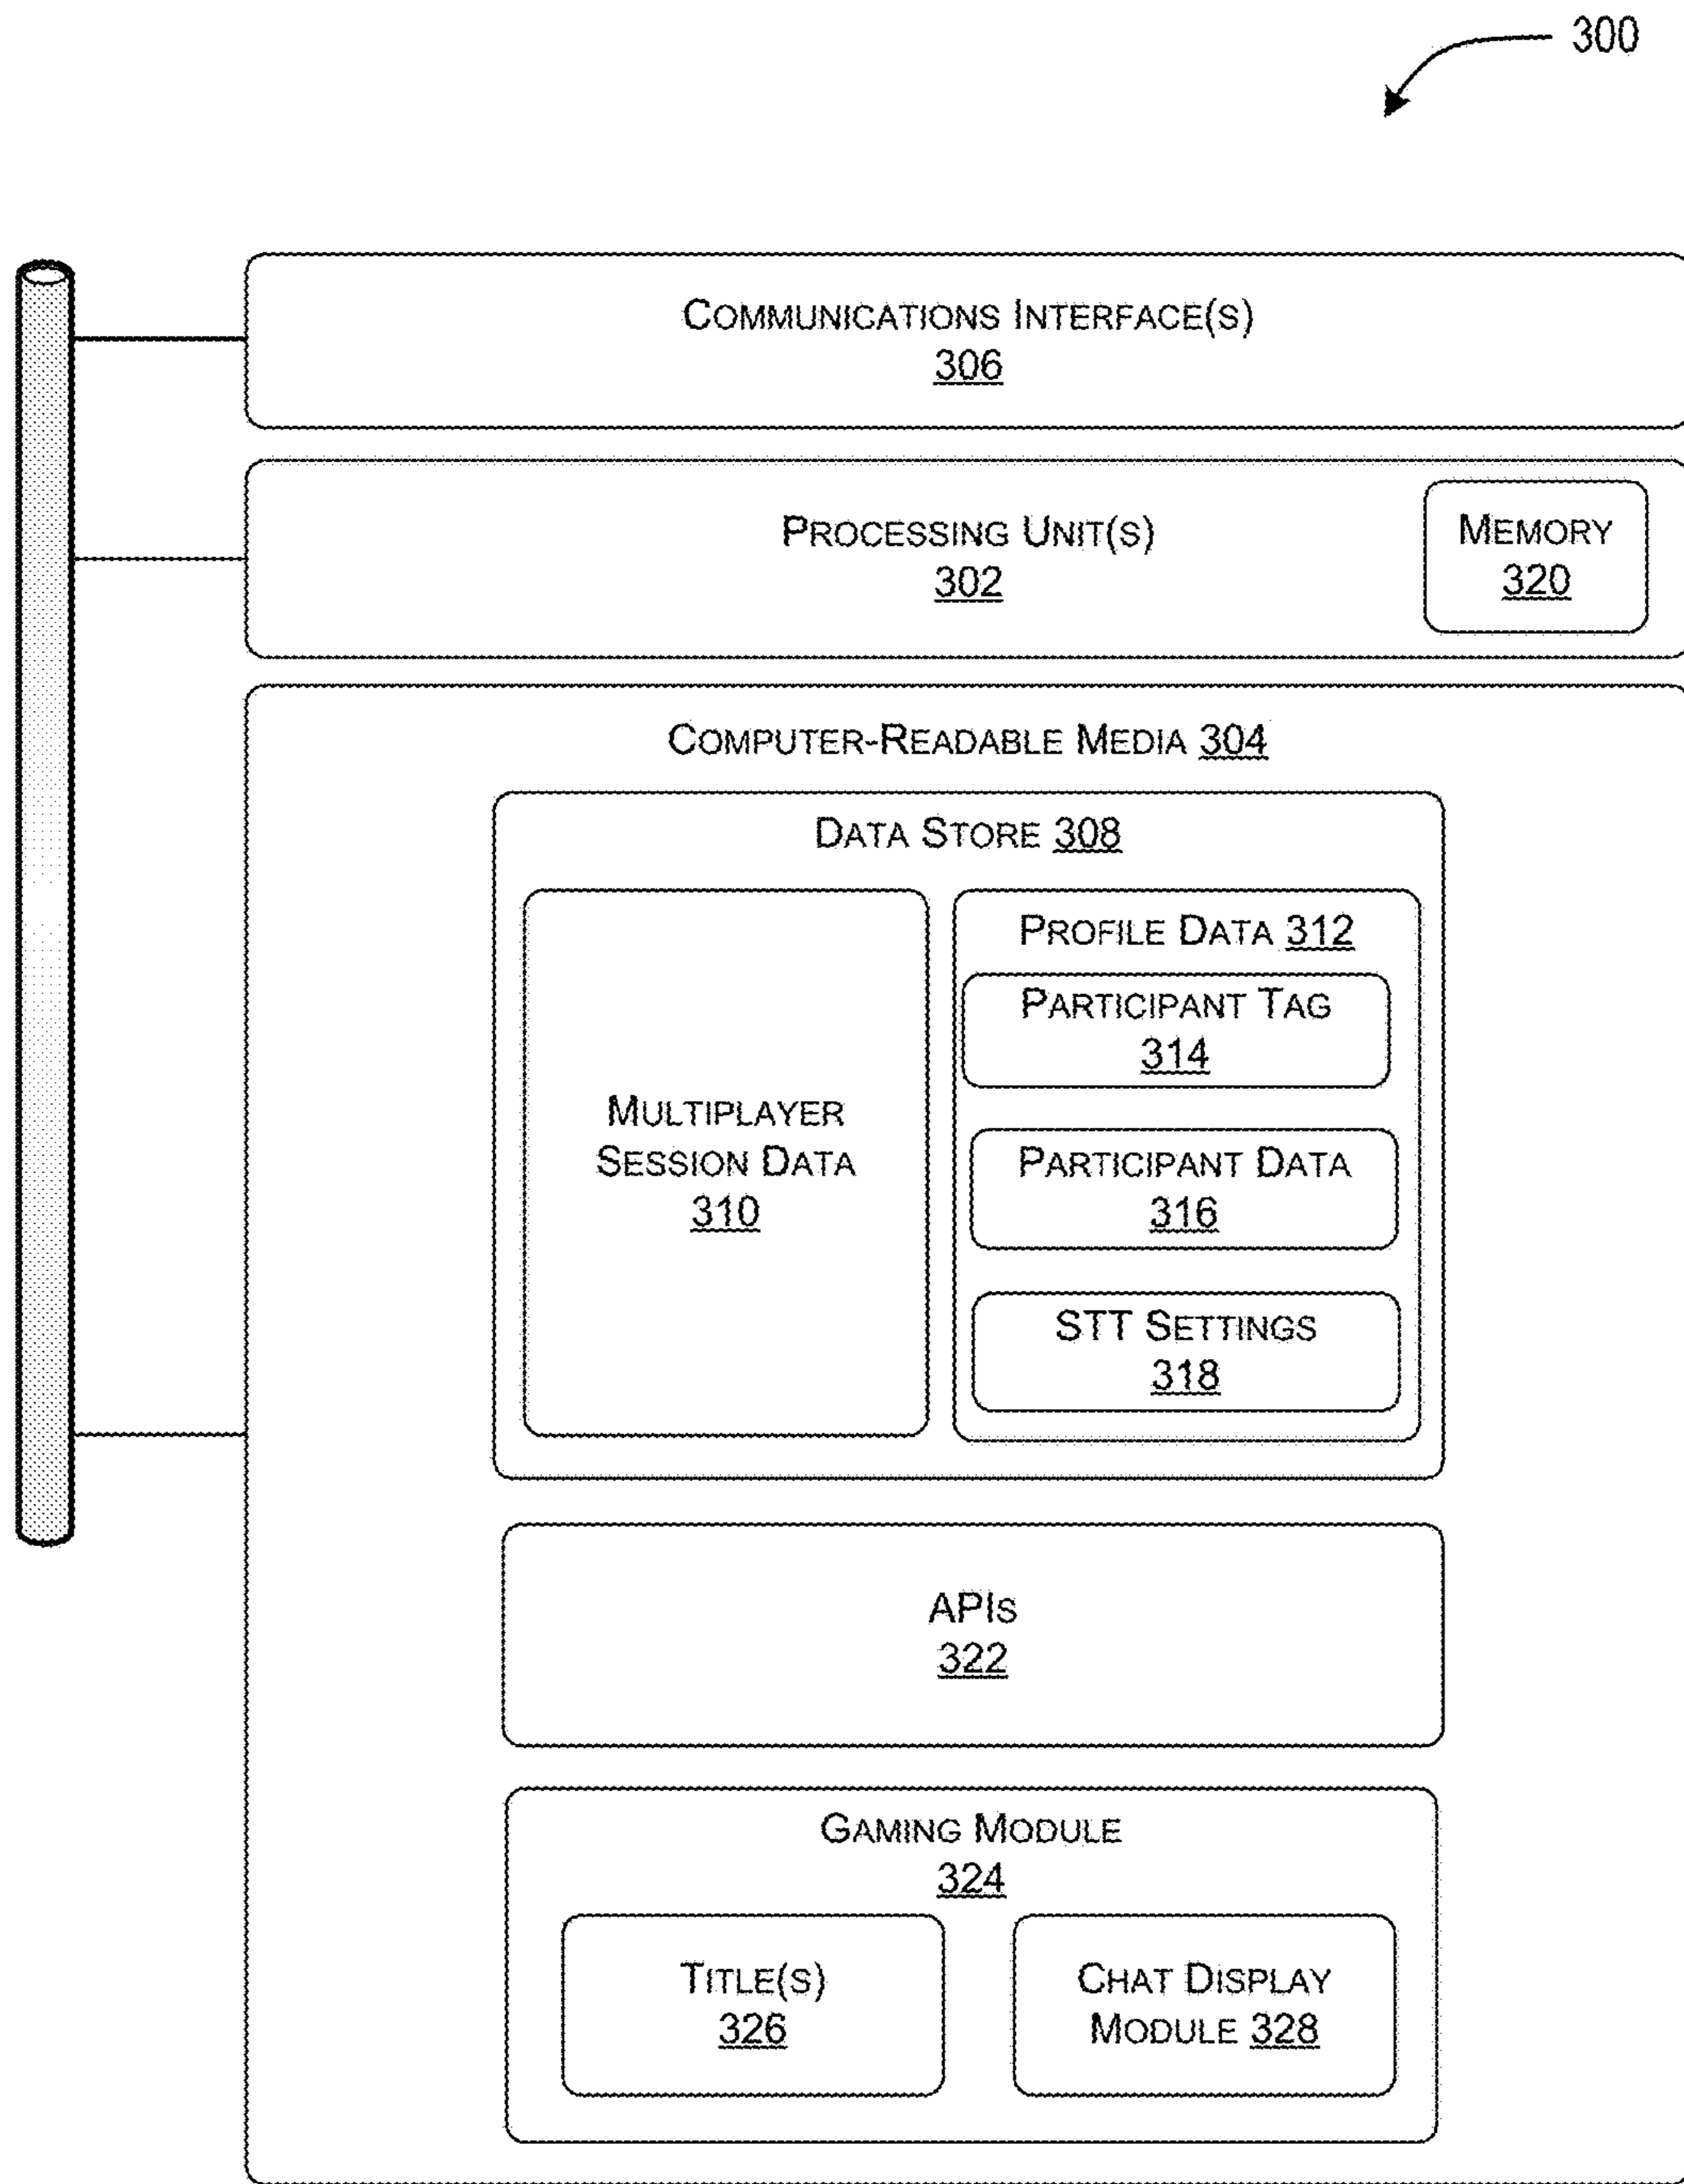 300
COMMUNICATIONS INTERFACE(S)
306
PROCESSING UNIT(S)
302
MEMORY
320
COMPUTER-READABLE MEDIA 304
DATA STORE 308
MULTIPLAYER
SESSION DATA
310
PROFILE DATA 312
PARTICIPANT TAG
314
PARTICIPANT DATA
316
STT SETTINGS
318
APIS
322
GAMING MODULE
324
TITLE(S)
326
CHAT DISPLAY
MODULE 328